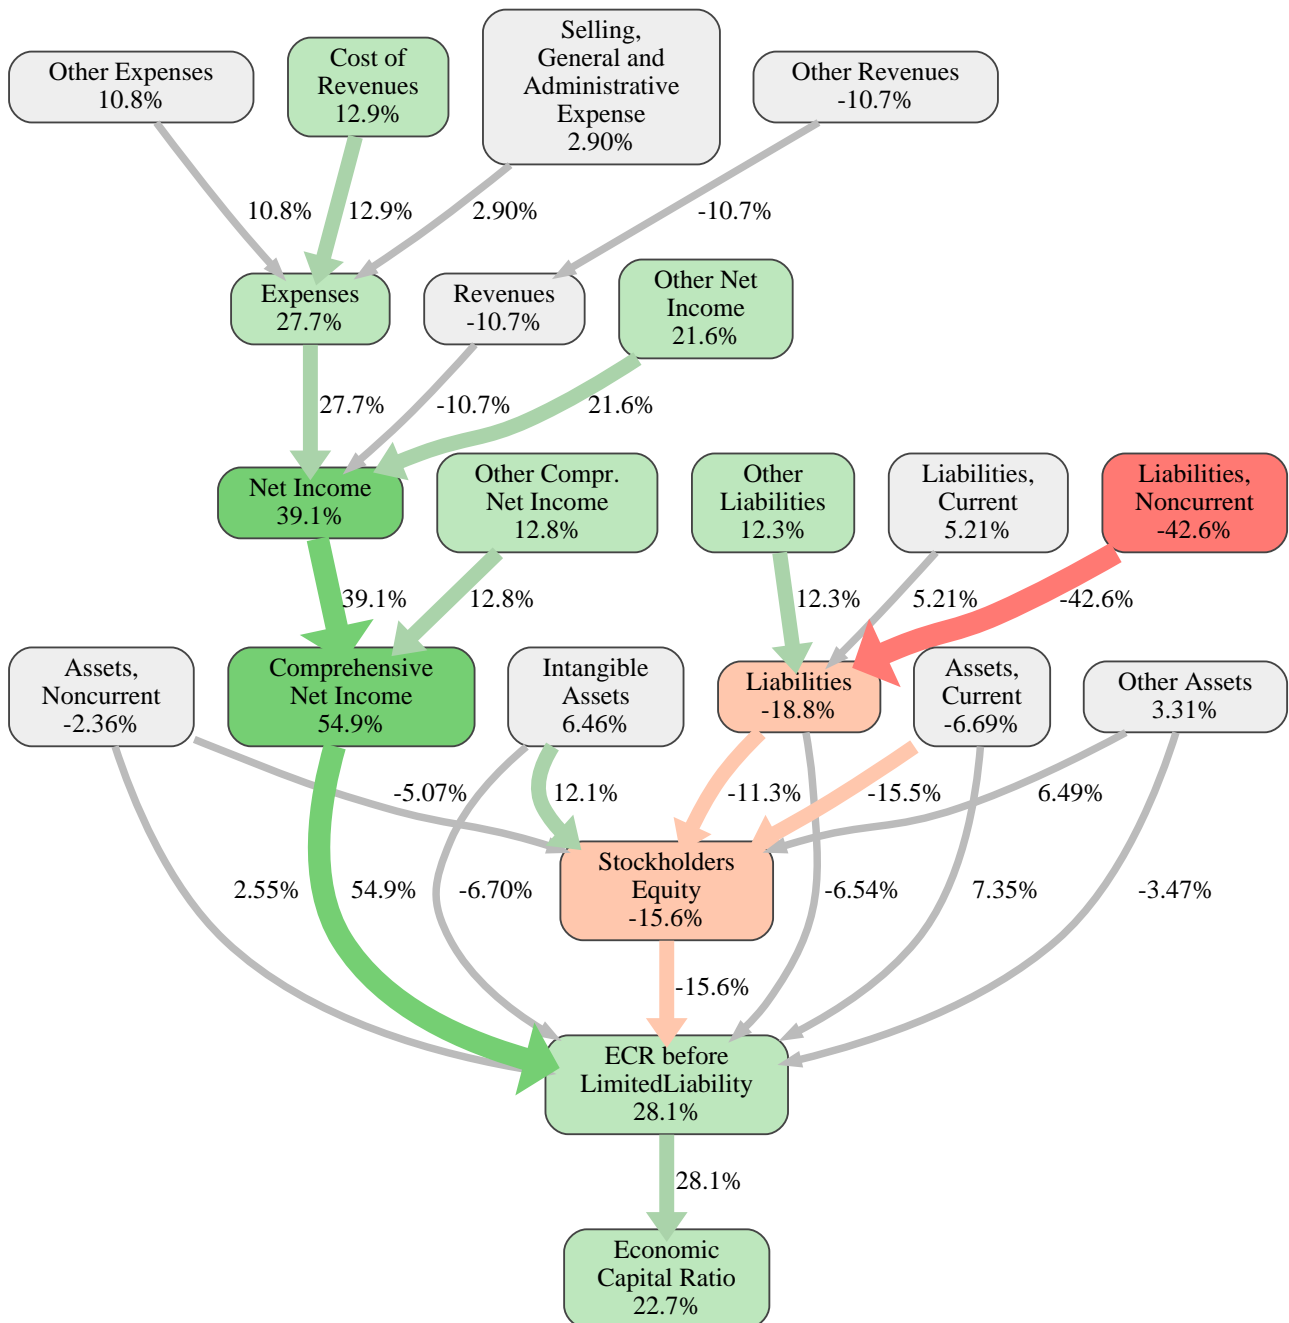 Other Expenses
10.8%
Cost of
Revenues
12.9%
Selling,
General and
Administrative
Expense
2.90%
Other Revenues
-10.7%
10.8%
12.9%
2.90%
-10.7%
Expenses
27.7%
Revenues
-10.7%
Other Net
Income
21.6%
27.7%
-10.7%
21.6%
Net Income
39.1%
Other Compr.
Net Income
12.8%
Other
Liabilities
12.3%
Liabilities,
Current
5.21%
Liabilities,
Noncurrent
-42.6%
39.1%
12.8%
12.3%
5.21%
-42.6%
Assets,
Noncurrent
-2.36%
Comprehensive
Net Income
54.9%
Intangible
Assets
6.46%
Liabilities
-18.8%
Assets,
Current
-6.69%
Other Assets
3.31%
-5.07%
12.1%
-11.3%
-15.5%
6.49%
2.55%
54.9%
-6.70%
Stockholders
Equity
-15.6%
-6.54%
7.35%
-3.47%
-15.6%
ECR before
LimitedLiability
28.1%
28.1%
Economic
Capital Ratio
22.7%